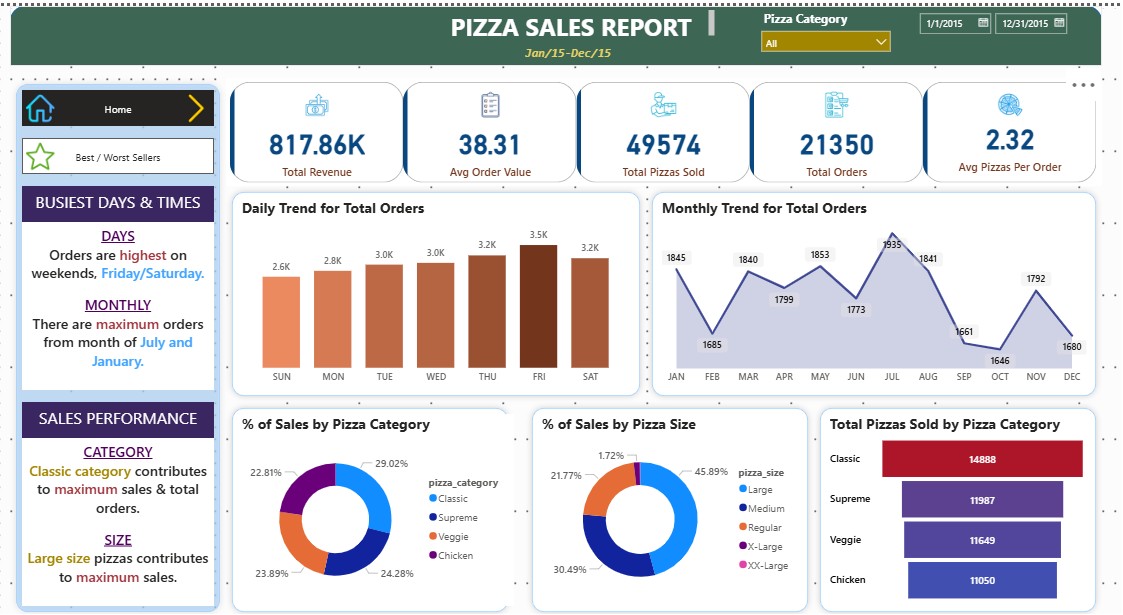 PIZZA SALES REPORT
Jan/15-Dec/15
Pizza Category
All
1/1/2015
12/31/2015
Home
Best / Worst Sellers
BUSIEST DAYS & TIMES
DAYS
Orders are highest on
weekends, Friday/Saturday.
MONTHLY
There are maximum orders
from month of July and
January.
SALES PERFORMANCE
CATEGORY
Classic category contributes
to maximum sales & total
orders.
SIZE
Large size pizzas contributes
to maximum sales.
817.86K
Total Revenue
38.31
Avg Order Value
49574
Total Pizzas Sold
21350
Total Orders
2.32
Avg Pizzas Per Order
Daily Trend for Total Orders
2.6K
2.8K
3.0K
3.0K
3.2K
3.5K
3.2K
SUN MON TUE WED THU FRI SAT
Monthly Trend for Total Orders
1845
1685
1840
1799
1853
1773
1935
1841
1661
1646
1792
1680
JAN FEB MAR APR MAY JUN JUL AUG SEP OCT NOV DEC
% of Sales by Pizza Category
29.02%
24.28%
23.89%
22.81%
pizza_category
Classic
Supreme
Veggie
Chicken
% of Sales by Pizza Size
45.89%
30.49%
21.77%
1.72%
pizza_size
Large
Medium
Regular
X-Large
XX-Large
Total Pizzas Sold by Pizza Category
Classic 14888
Supreme 11987
Veggie 11649
Chicken 11050